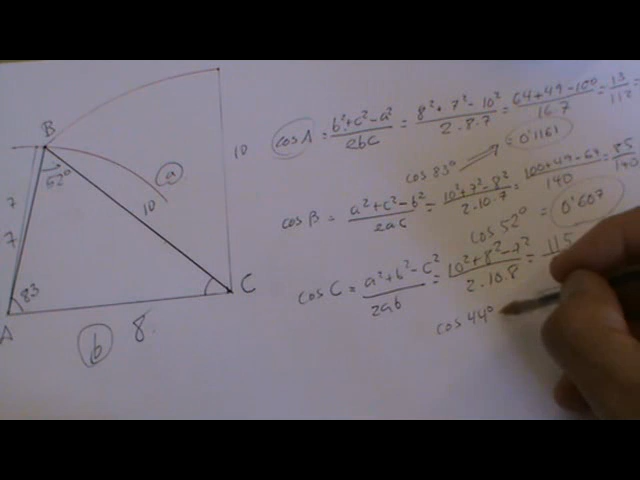 B
62°
7
7
10
a
10
83
A
C
b
8
cos A = b²+c²-a² / 2bc = 8²+7²-10² / 2·8·7 = 64+49-100 / 16·7 = 13 / 112 =
cos 83° = 0'1161
cos B = a²+c²-b² / 2ac = 10²+7²-8² / 2·10·7 = 100+49-64 / 140 = 85 / 140
cos 52° = 0'607
cos C = a²+b²-c² / 2ab = 10²+8²-7² / 2·10·8 = 115
cos 44°